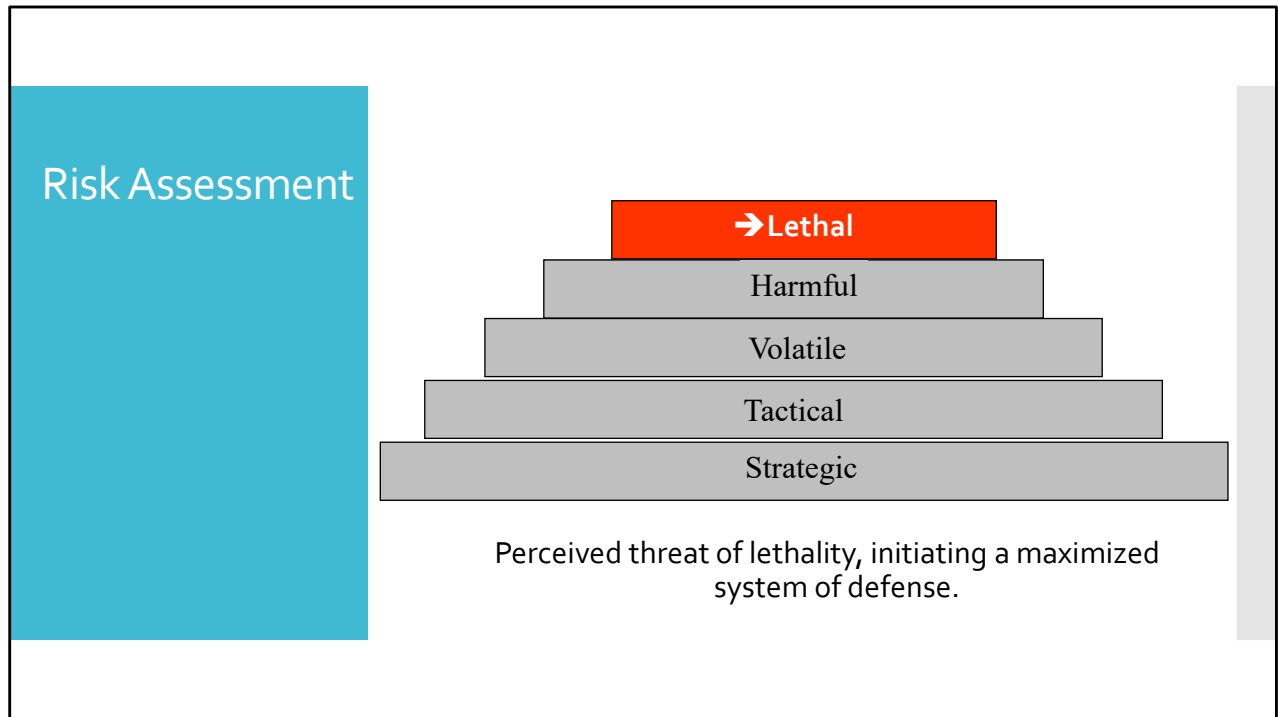 Risk Assessment
➔Lethal
Harmful
Volatile
Tactical
Strategic
Perceived threat of lethality, initiating a maximized
system of defense.